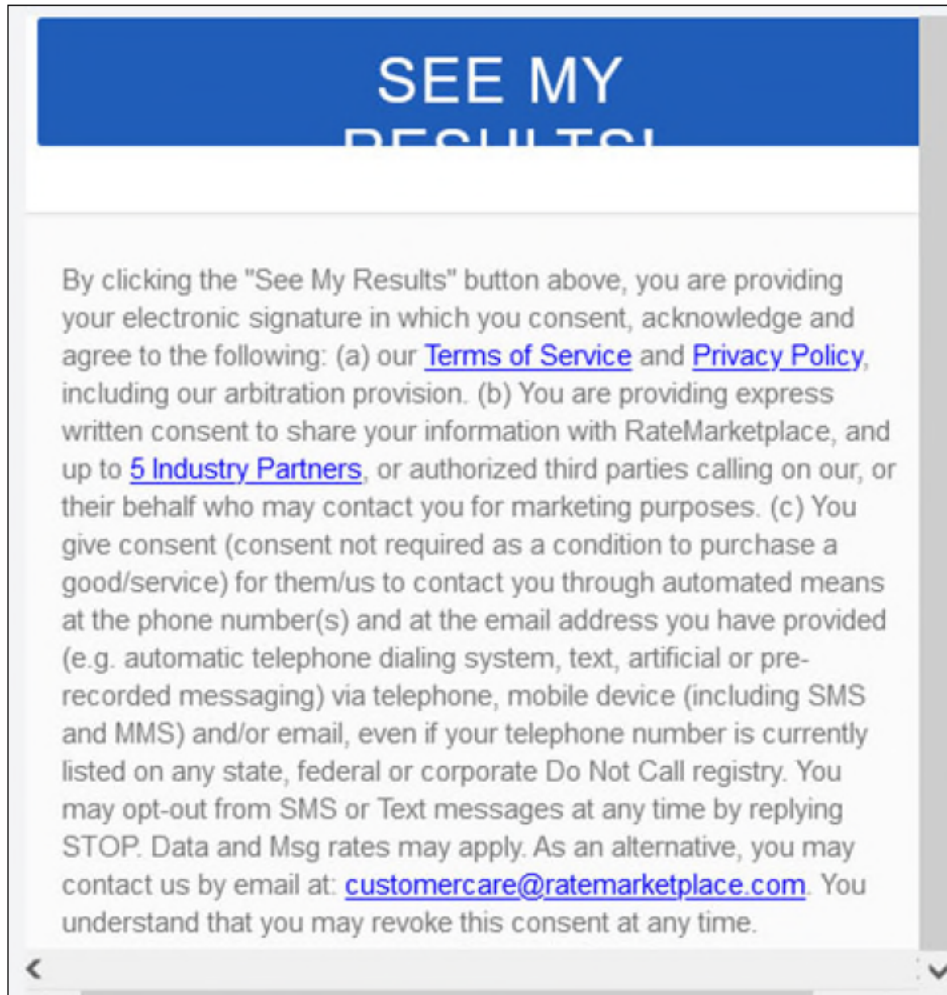 SEE MY
RESULTS!
By clicking the "See My Results" button above, you are providing
your electronic signature in which you consent, acknowledge and
agree to the following: (a) our Terms of Service and Privacy Policy,
including our arbitration provision. (b) You are providing express
written consent to share your information with RateMarketplace, and
up to 5 Industry Partners, or authorized third parties calling on our, or
their behalf who may contact you for marketing purposes. (c) You
give consent (consent not required as a condition to purchase a
good/service) for them/us to contact you through automated means
at the phone number(s) and at the email address you have provided
(e.g. automatic telephone dialing system, text, artificial or pre-
recorded messaging) via telephone, mobile device (including SMS
and MMS) and/or email, even if your telephone number is currently
listed on any state, federal or corporate Do Not Call registry. You
may opt-out from SMS or Text messages at any time by replying
STOP. Data and Msg rates may apply. As an alternative, you may
contact us by email at: customercare@ratemarketplace.com. You
understand that you may revoke this consent at any time.